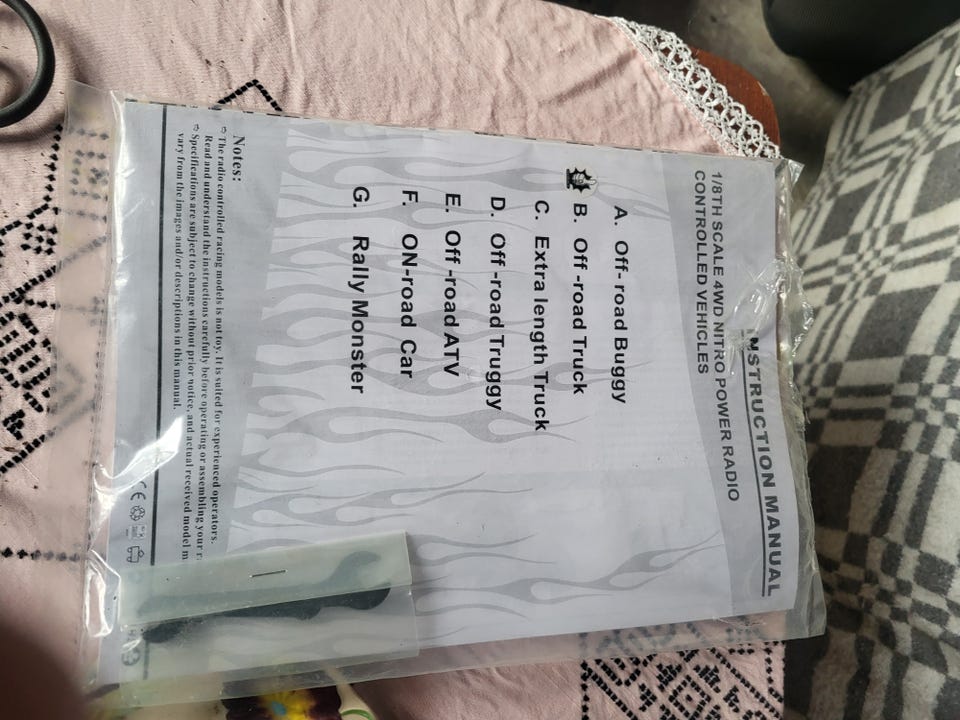 INSTRUCTION MANUAL
1/8TH SCALE 4WD NITRO POWER RADIO
CONTROLLED VEHICLES
A. Off- road Buggy
B. Off -road Truck
C. Extra length Truck
D. Off -road Truggy
E. Off -road ATV
F. ON-road Car
G. Rally Monster
Notes:
The radio controlled racing models is not toy. It is suited for experienced operators.
Read and understand the instructions carefully before operating or assembling your
Specifications are subject to change without prior notice, and actual received model
vary from the images and/or descriptions in this manual.
CE